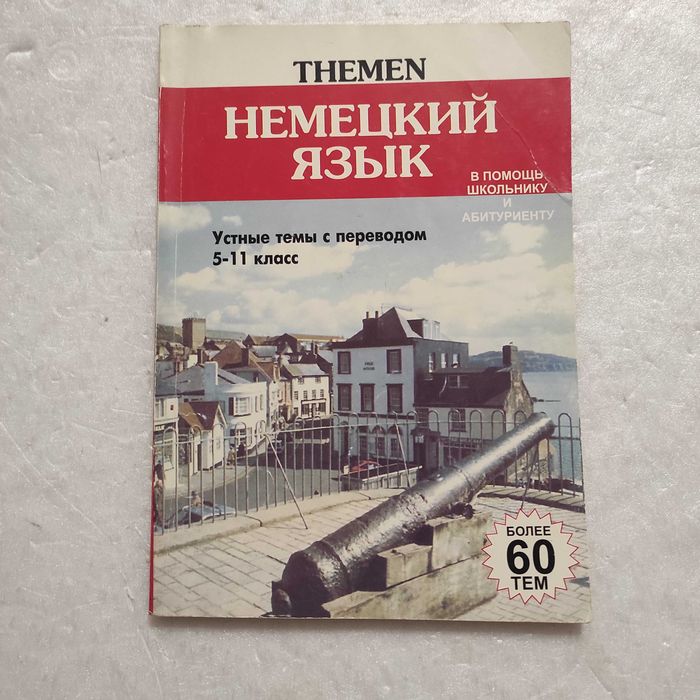 THEMEN
НЕМЕЦКИЙ
ЯЗЫК
В ПОМОЩЬ
ШКОЛЬНИКУ
И
АБИТУРИЕНТУ
Устные темы с переводом
5-11 класс
БОЛЕЕ
60
ТЕМ